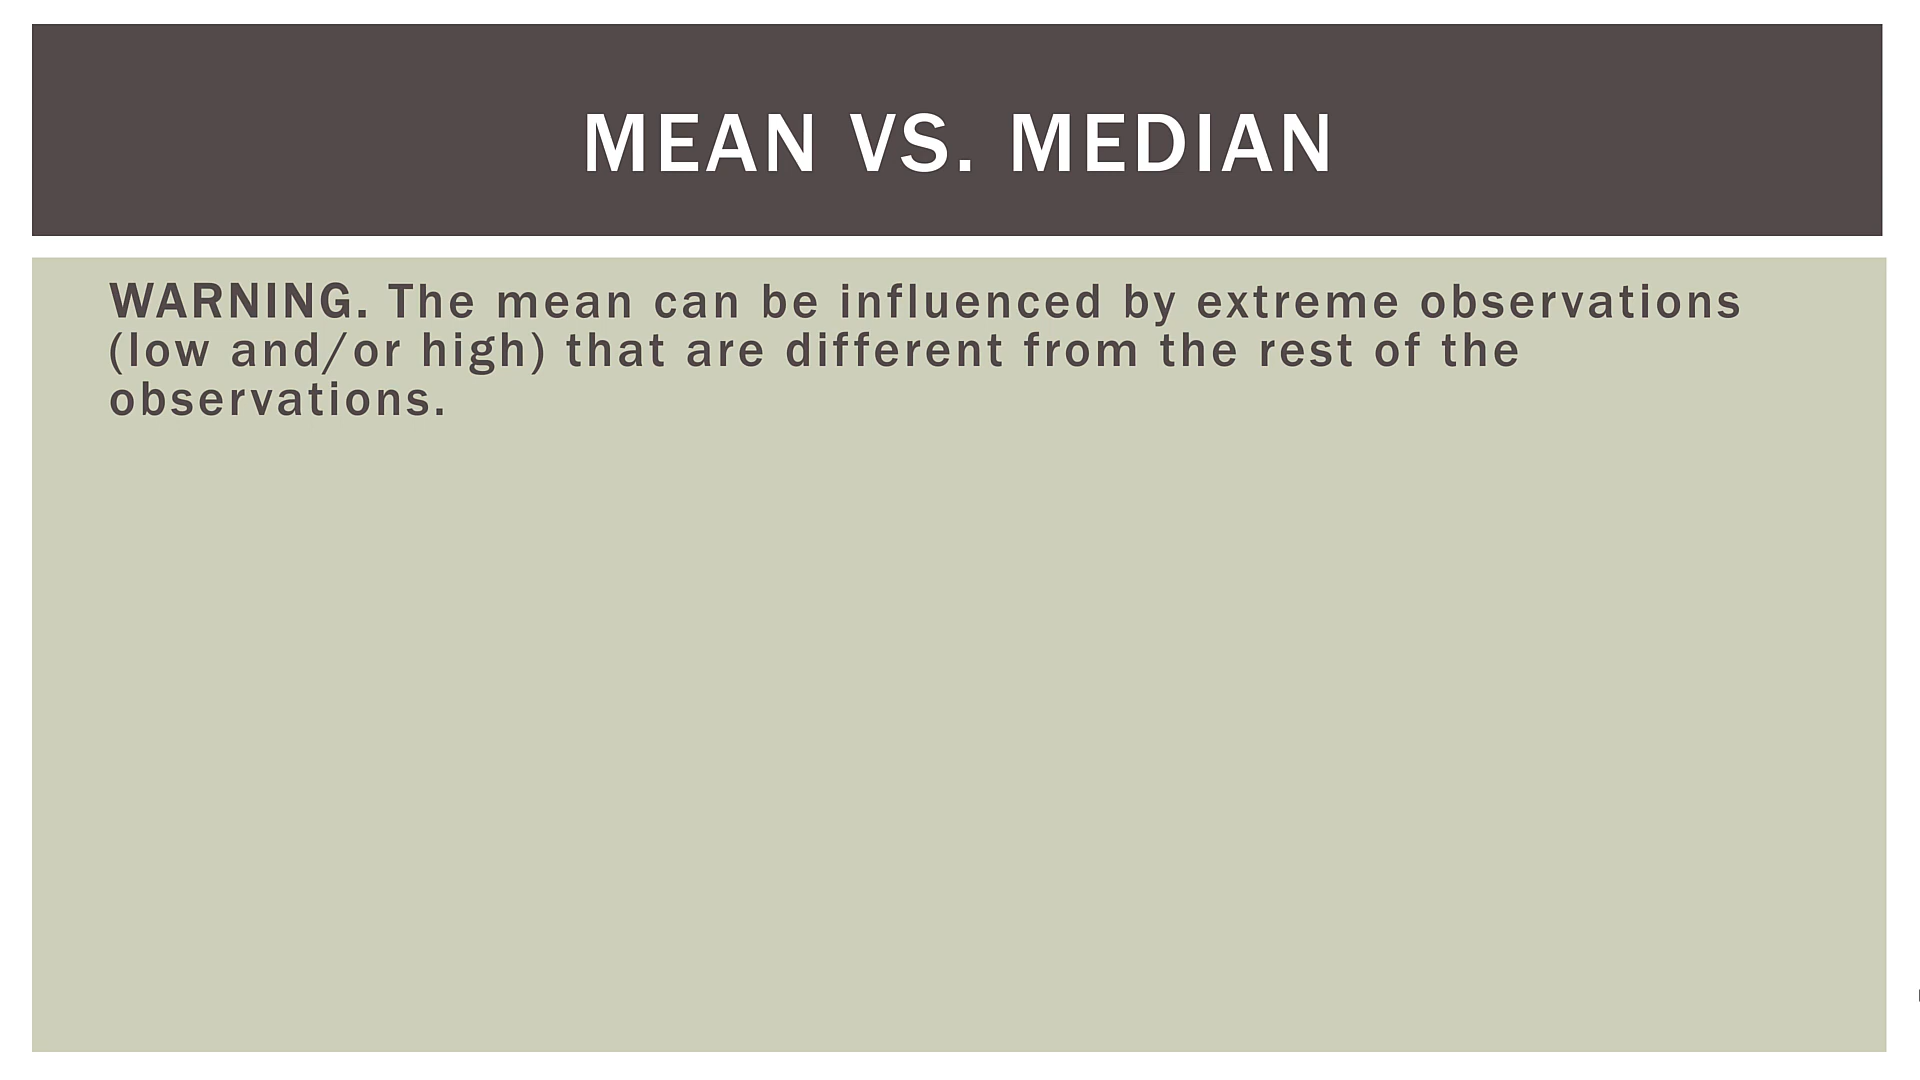 MEAN VS. MEDIAN
WARNING. The mean can be influenced by extreme observations
(low and/or high) that are different from the rest of the
observations.